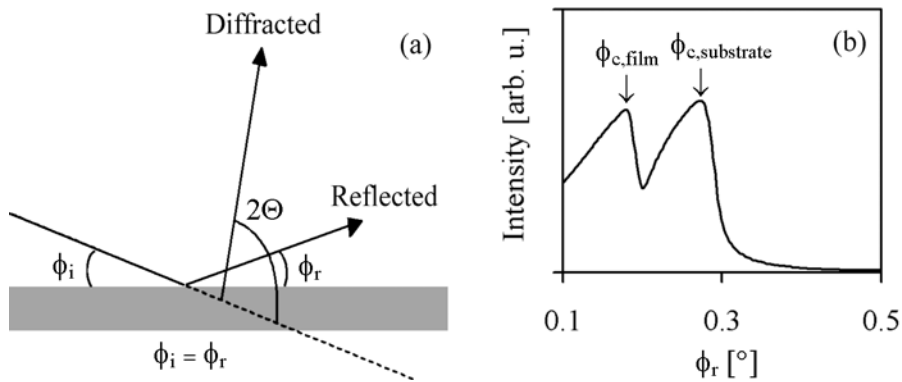 Diffracted
(a)
Reflected
2Θ
ϕi
ϕr
ϕi = ϕr
(b)
ϕc,film
ϕc,substrate
Intensity [arb. u.]
0.1
0.3
0.5
ϕr [°]